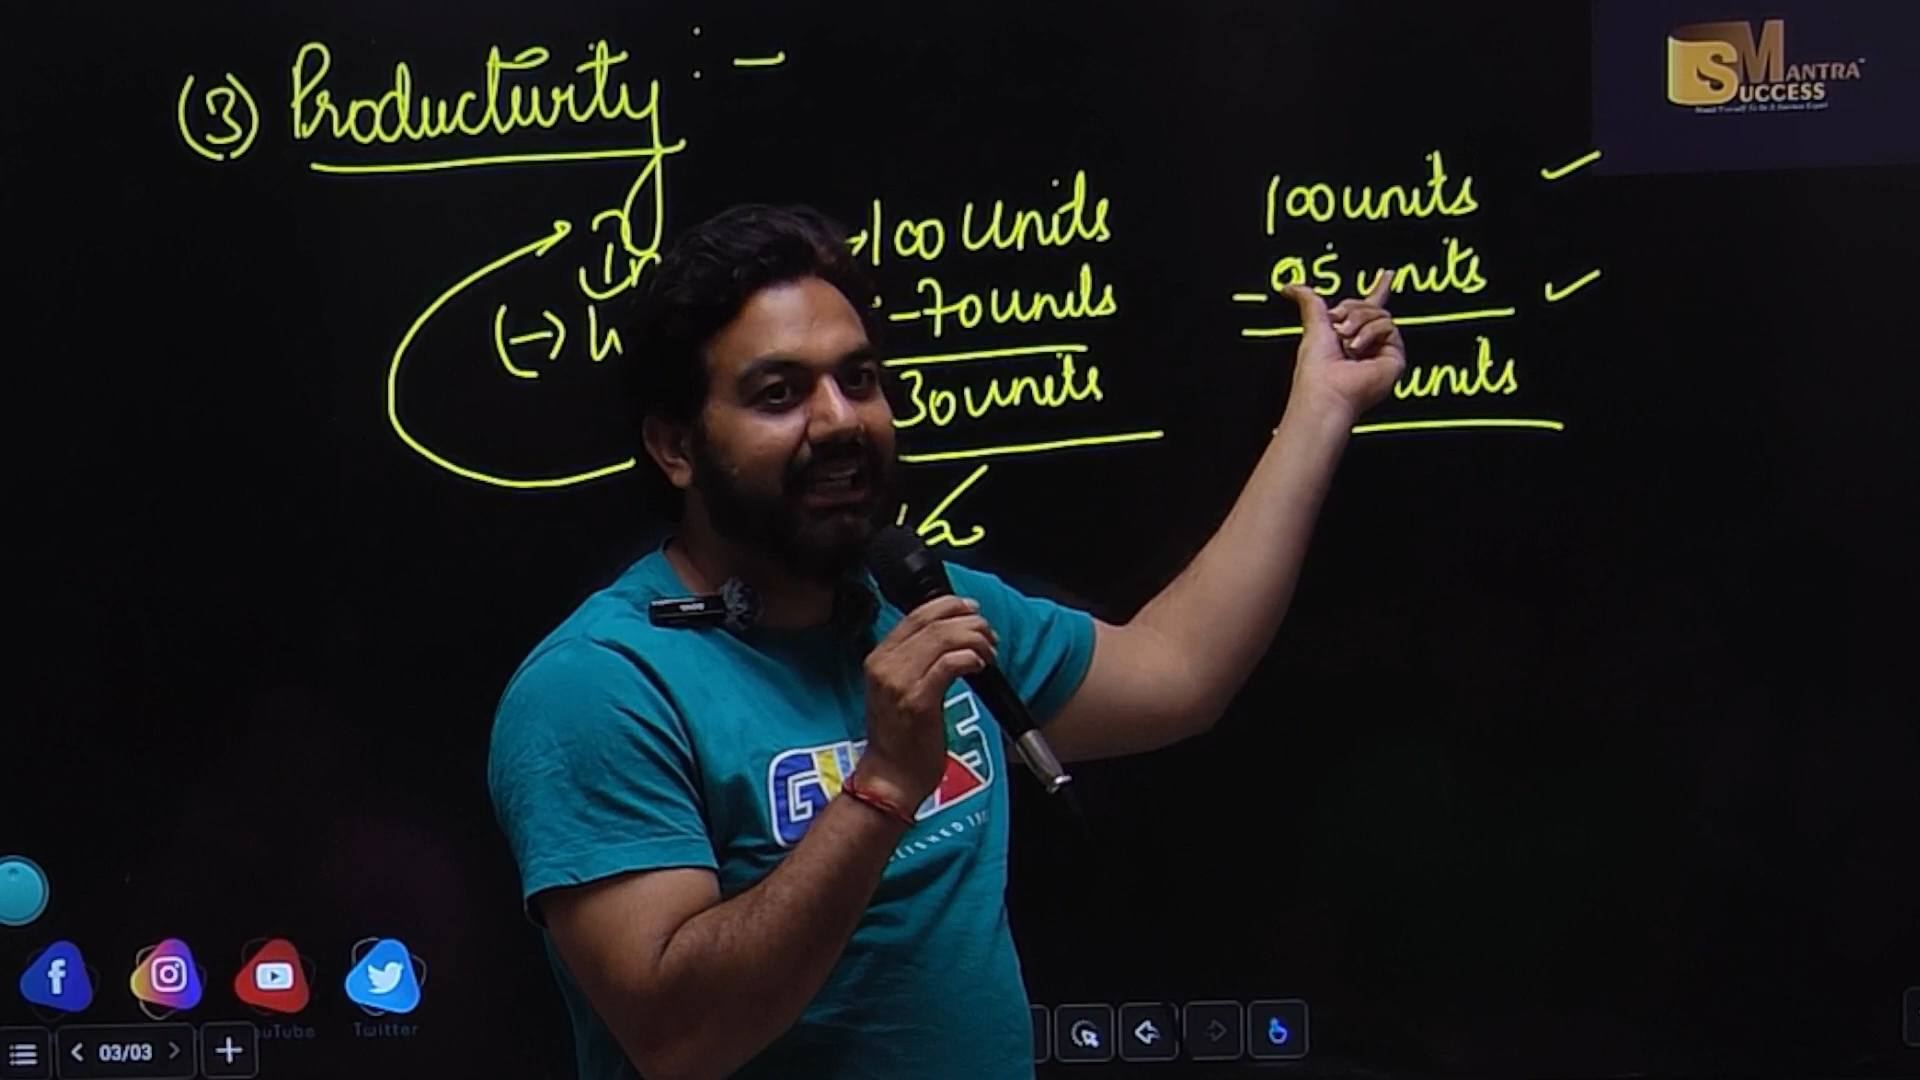 (3) Productivity :-
100 units
- 70 units
30 units
100 units
- 95 units
units
SUCCESS MANTRA
YouTube
Twitter
03/03